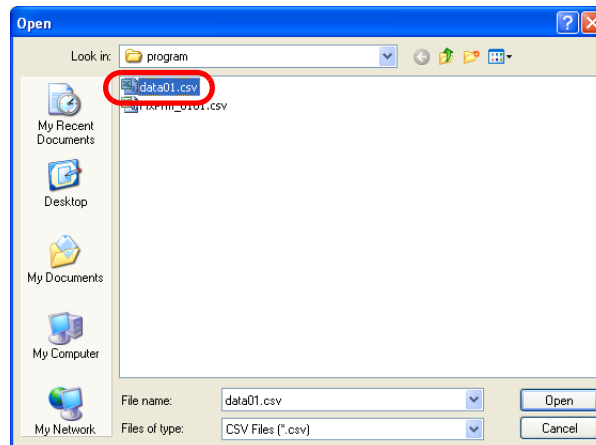 Open
Look in:
program
data01.csv
My Recent
Documents
Desktop
My Documents
My Computer
My Network
File name:
data01.csv
Open
Files of type:
CSV Files (*.csv)
Cancel